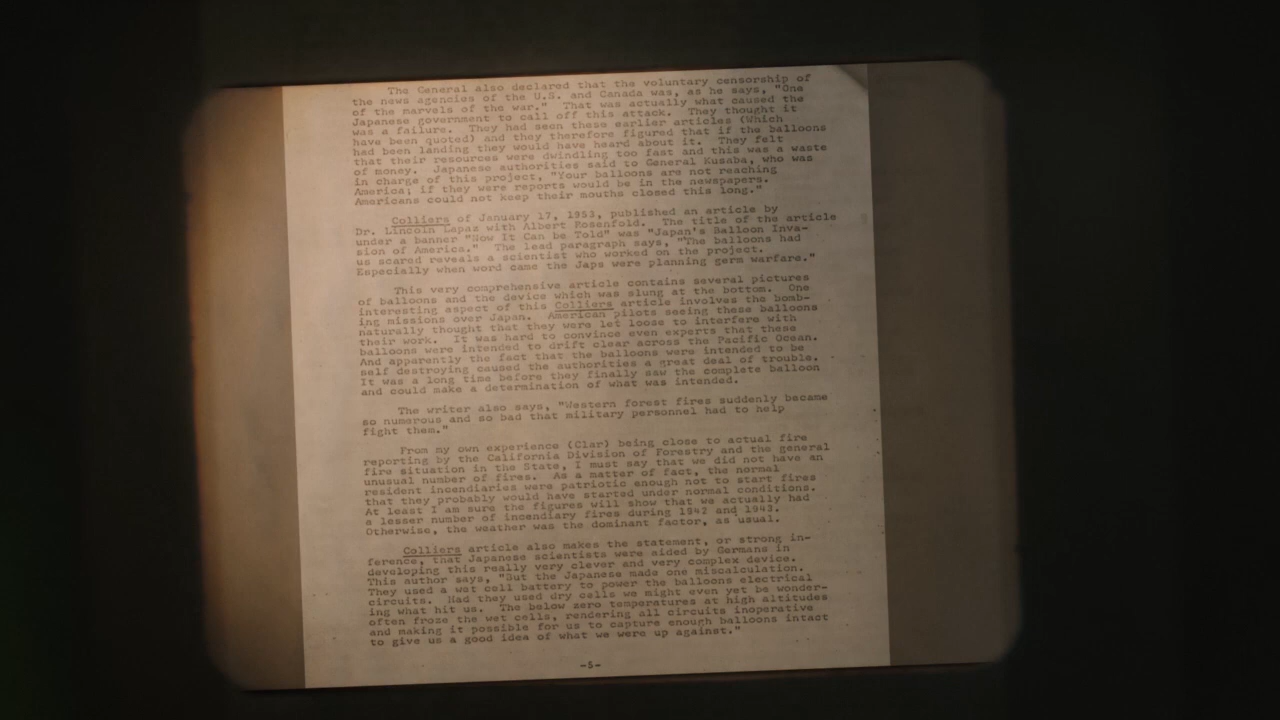 The General also declared that the voluntary censorship of
the news agencies of the U.S. and Canada was, as he says, "One
of the marvels of the war." That was actually what caused the
Japanese government to call off this attack. They thought it
was a failure. They had seen these earlier articles (Which
have been quoted) and they therefore figured that if the balloons
had been landing they would have heard about it. They felt
that their resources were dwindling too fast and this was a waste
of money. Japanese authorities said to General Kusaba, who was
in charge of this project, "Your balloons are not reaching
America; if they were reports would be in the newspapers.
Americans could not keep their mouths closed this long."
Colliers of January 17, 1953, published an article by
Dr. Lincoln Lapaz with Albert Rosenfold. The title of the article
under a banner "Now It Can be Told" was "Japan's Balloon Inva-
sion of America." The lead paragraph says, "The balloons had
us scared reveals a scientist who worked on the project.
Especially when word came the Japs were planning germ warfare."
This very comprehensive article contains several pictures
of balloons and the device which was slung at the bottom. One
interesting aspect of this Colliers article involves the bomb-
ing missions over Japan. American pilots seeing these balloons
naturally thought that they were let loose to interfere with
their work. It was hard to convince even experts that these
balloons were intended to drift clear across the Pacific Ocean.
And apparently the fact that the balloons were intended to be
self destroying caused the authorities a great deal of trouble.
It was a long time before they finally saw the complete balloon
and could make a determination of what was intended.
The writer also says, "Western forest fires suddenly became
so numerous and so bad that military personnel had to help
fight them."
From my own experience (Clar) being close to actual fire
reporting by the California Division of Forestry and the general
fire situation in the State, I must say that we did not have an
unusual number of fires. As a matter of fact, the normal
resident incendiaries were patriotic enough not to start fires
that they probably would have started under normal conditions.
At least I am sure the figures will show that we actually had
a lesser number of incendiary fires during 1942 and 1943.
Otherwise, the weather was the dominant factor, as usual.
Colliers article also makes the statement, or strong in-
ference, that Japanese scientists were aided by Germans in
developing this really very clever and very complex device.
This author says, "But the Japanese made one miscalculation.
They used a wet cell battery to power the balloons electrical
circuits. Had they used dry cells we might even yet be wonder-
ing what hit us. The below zero temperatures at high altitudes
often froze the wet cells, rendering all circuits inoperative
and making it possible for us to capture enough balloons intact
to give us a good idea of what we were up against."
-5-